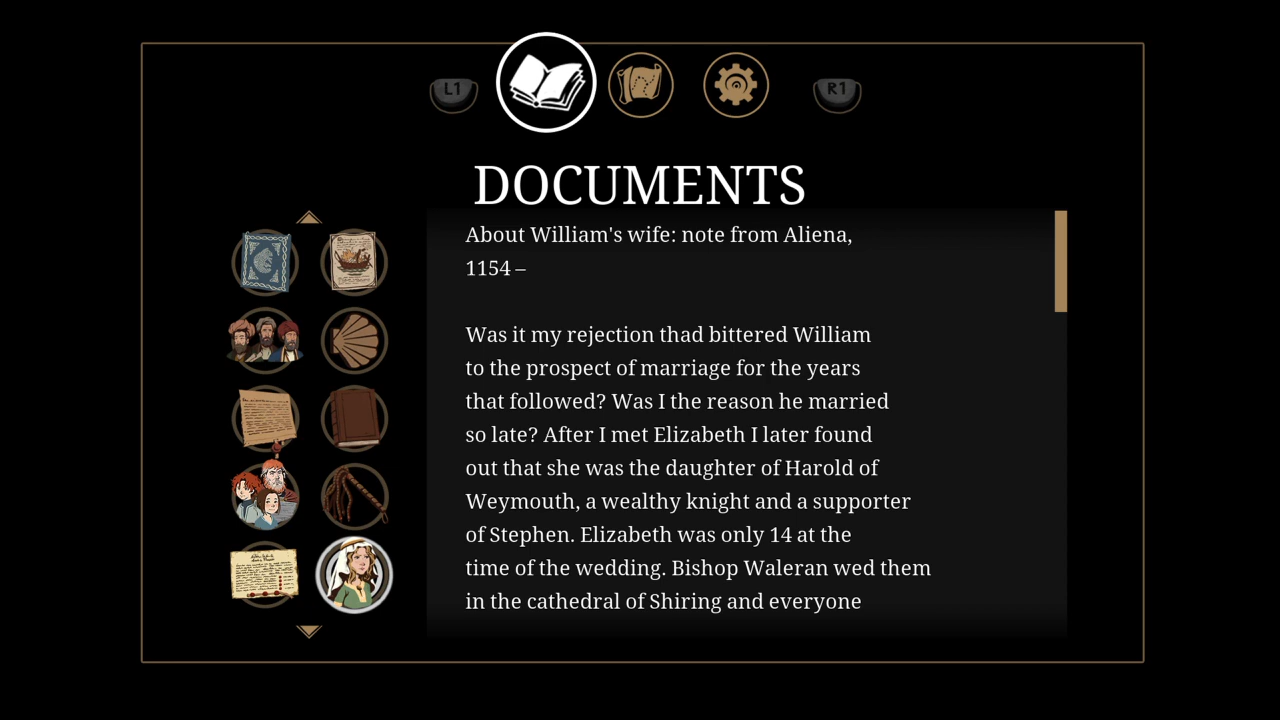 L1
R1
DOCUMENTS
About William's wife: note from Aliena,
1154 –
Was it my rejection thad bittered William
to the prospect of marriage for the years
that followed? Was I the reason he married
so late? After I met Elizabeth I later found
out that she was the daughter of Harold of
Weymouth, a wealthy knight and a supporter
of Stephen. Elizabeth was only 14 at the
time of the wedding. Bishop Waleran wed them
in the cathedral of Shiring and everyone